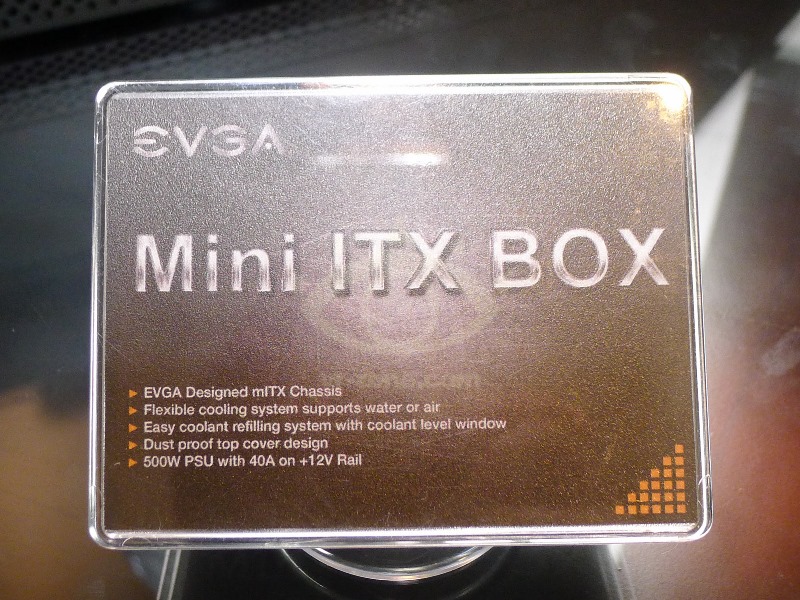 EVGA
Mini ITX BOX
EVGA Designed mITX Chassis
Flexible cooling system supports water or air
Easy coolant refilling system with coolant level window
Dust proof top cover design
500W PSU with 40A on +12V Rail